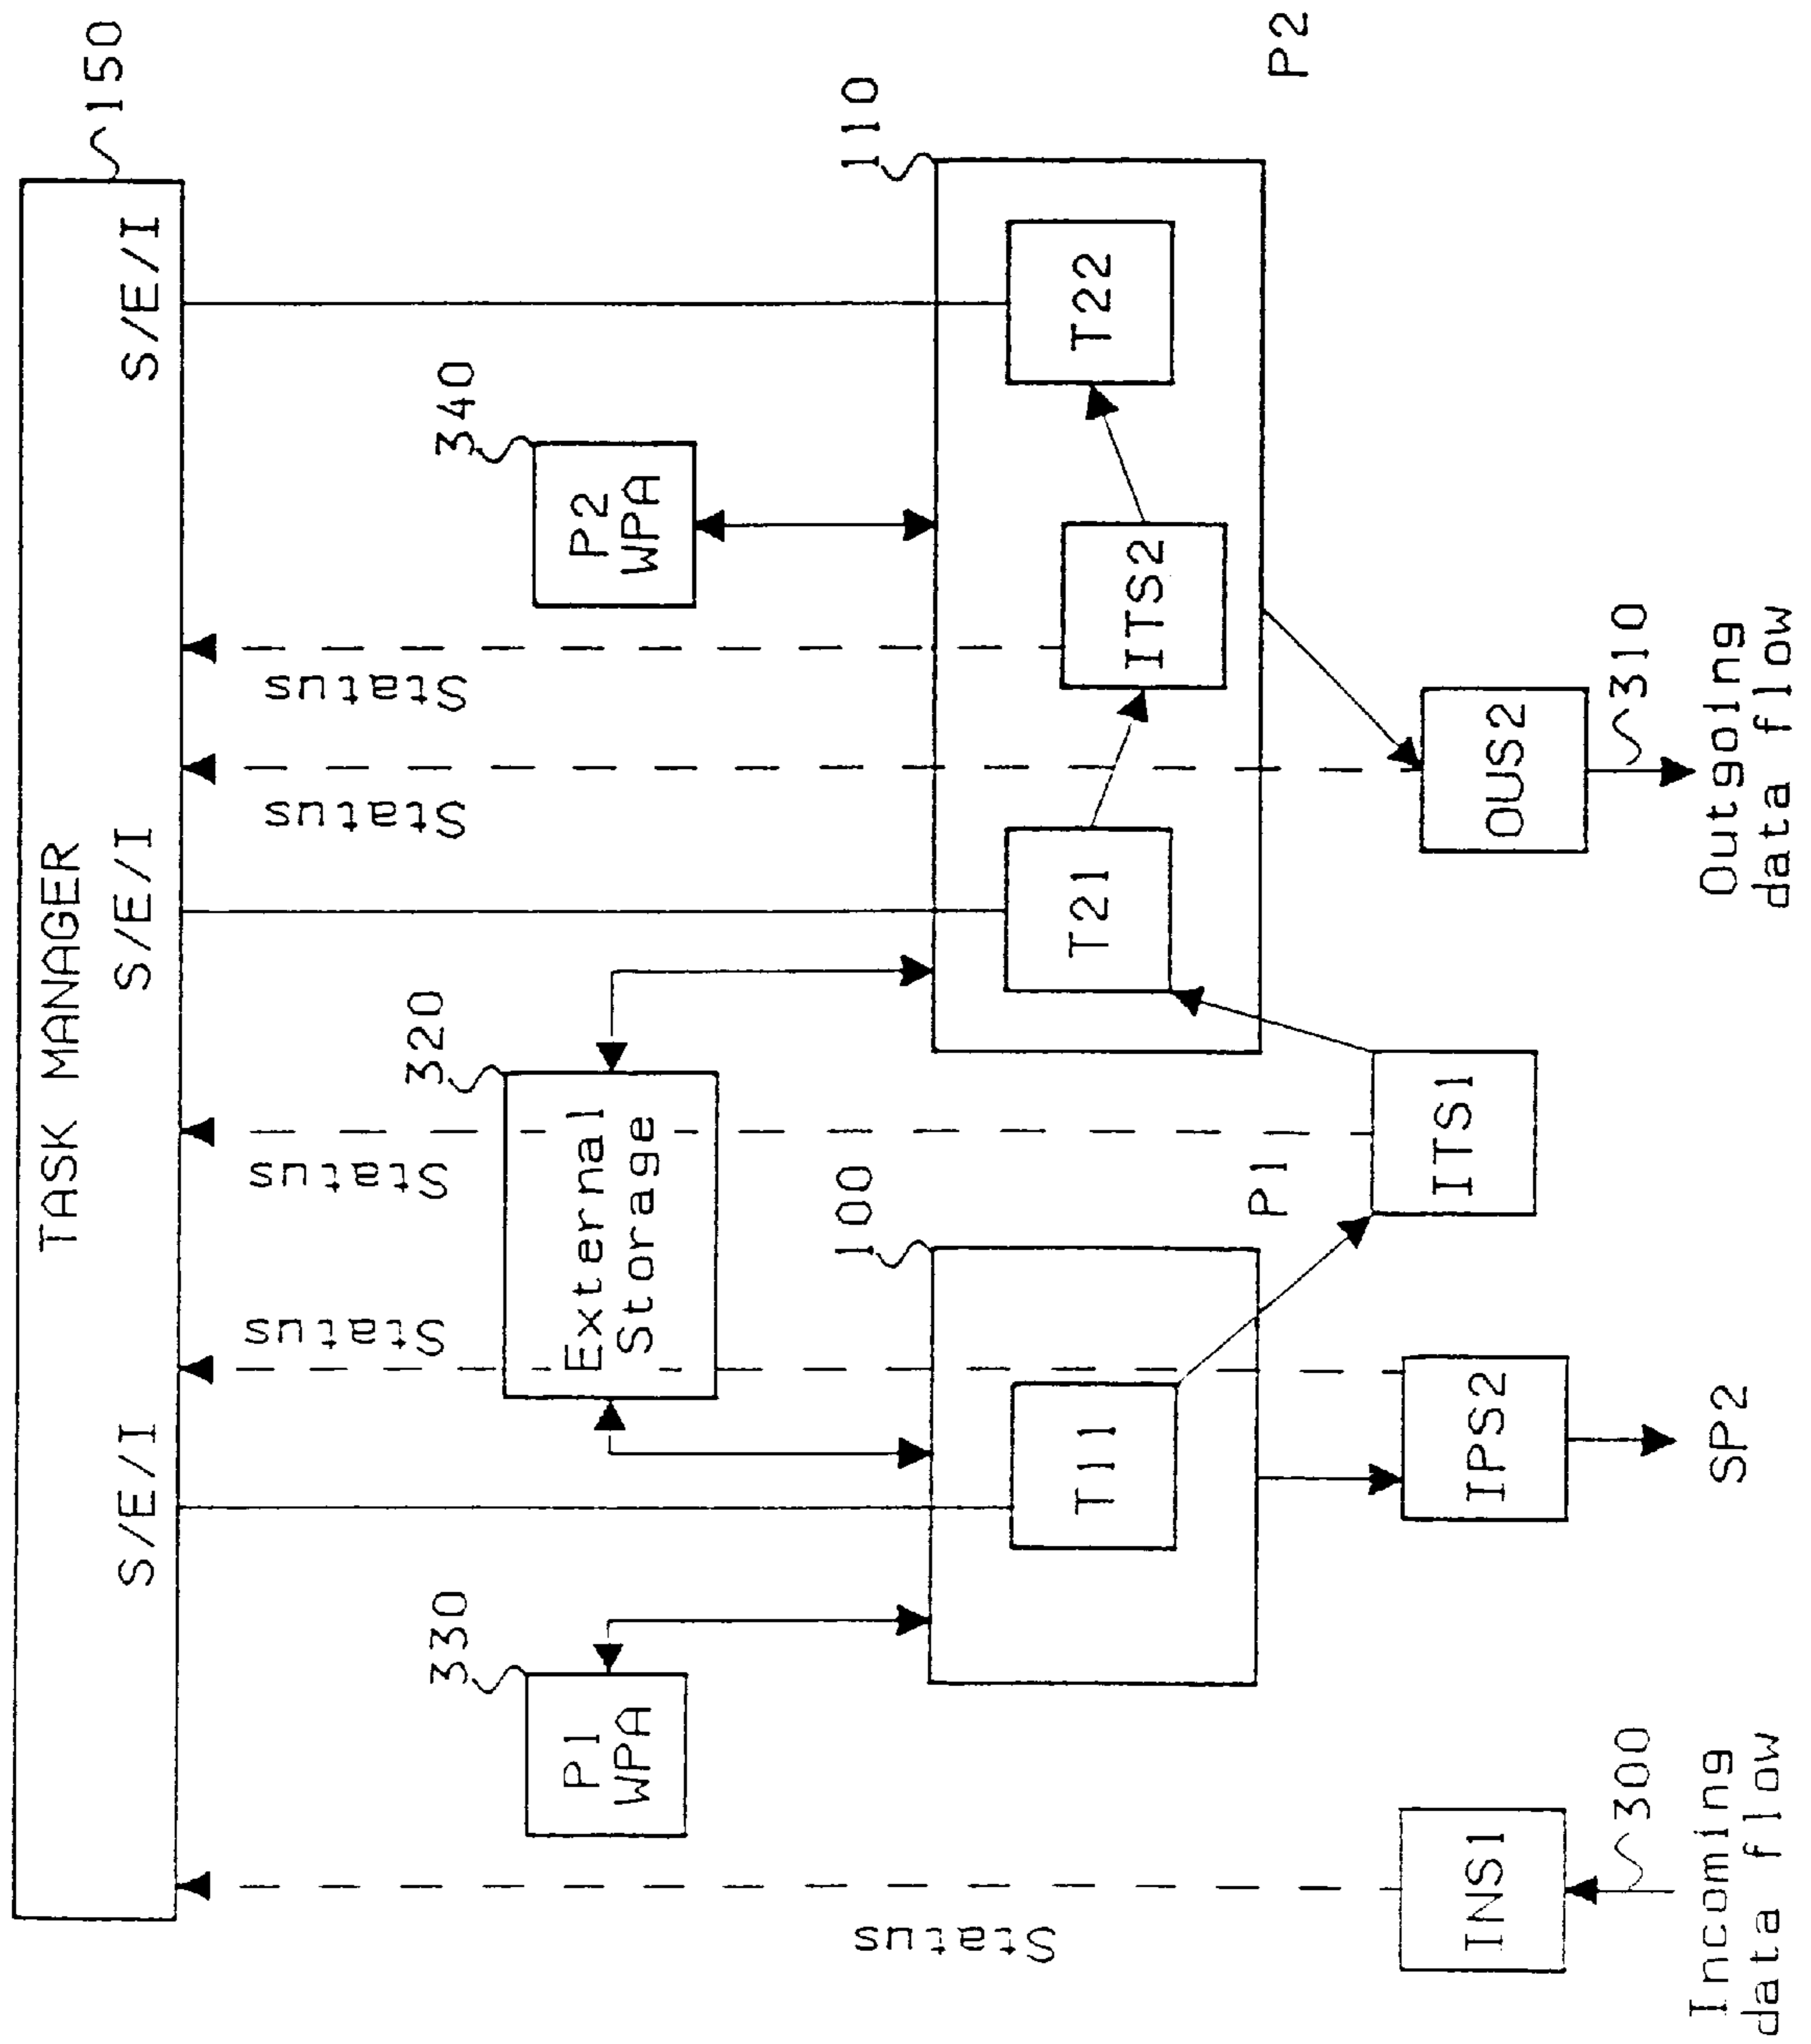 TASK MANAGER
150
S/E/I
S/E/I
S/E/I
Status
Status
Status
Status
Status
330
P1
WPA
320
External
Storage
340
P2
WPA
100
T11
P1
110
T21
ITS2
T22
P2
INS1
300
Incoming
data flow
IPS2
SP2
ITS1
OUS2
310
Outgoing
data flow